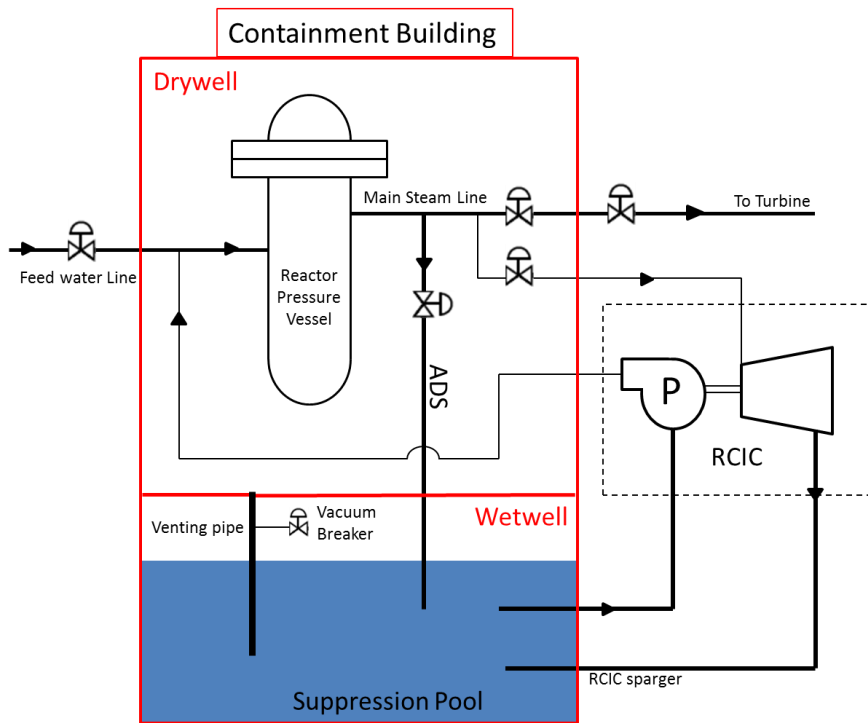 Containment Building
Drywell
Main Steam Line
To Turbine
Feed water Line
Reactor
Pressure
Vessel
ADS
P
RCIC
Venting pipe
Vacuum
Breaker
Wetwell
RCIC sparger
Suppression Pool